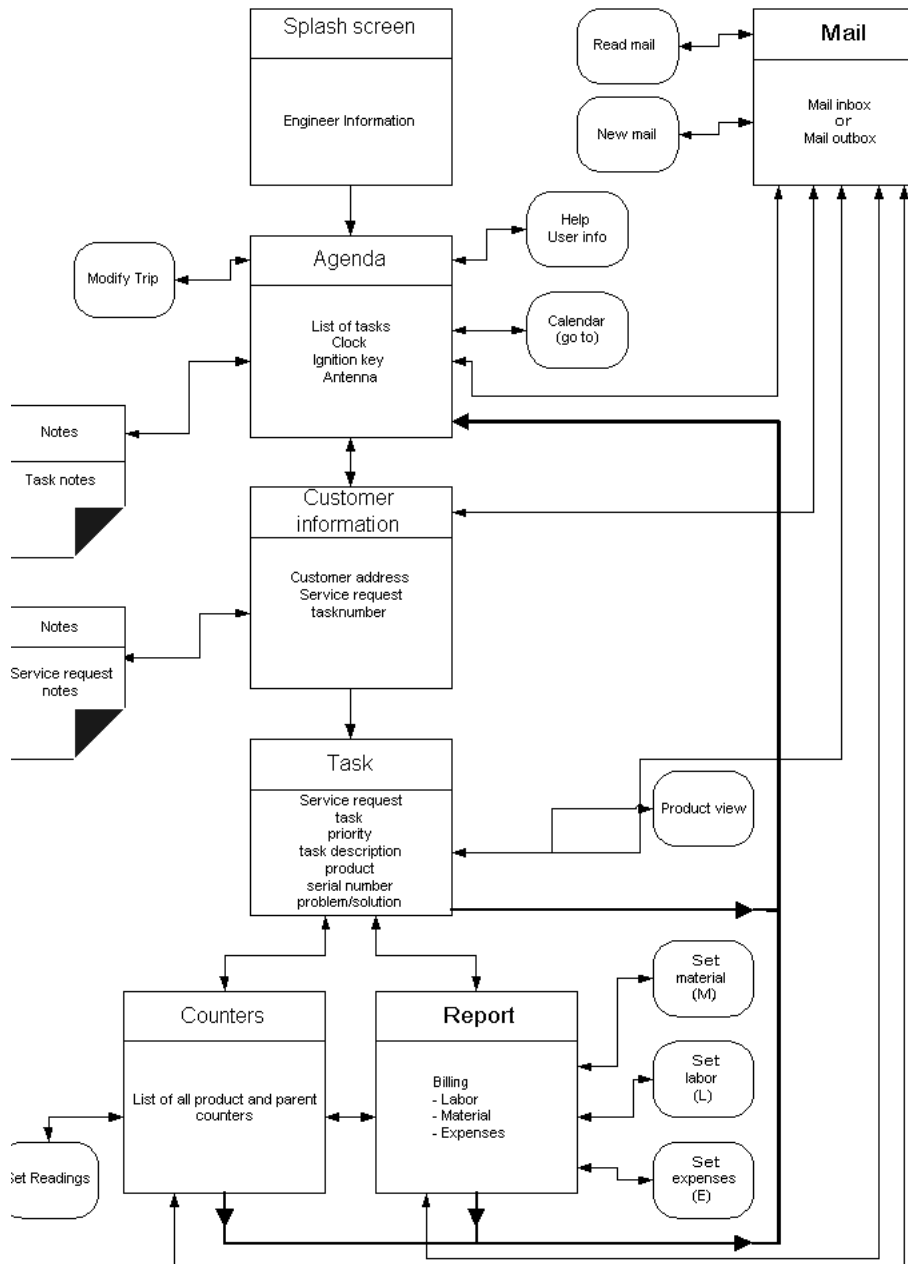 Splash screen
Engineer Information
Read mail
New mail
Mail
Mail inbox
or
Mail outbox
Modify Trip
Agenda
List of tasks
Clock
Ignition key
Antenna
Help
User info
Calendar
(go to)
Notes
Task notes
Customer
information
Customer address
Service request
tasknumber
Notes
Service request
notes
Task
Service request
task
priority
task description
product
serial number
problem/solution
Product view
Counters
List of all product and parent
counters
Set Readings
Report
Billing
- Labor
- Material
- Expenses
Set
material
(M)
Set
labor
(L)
Set
expenses
(E)